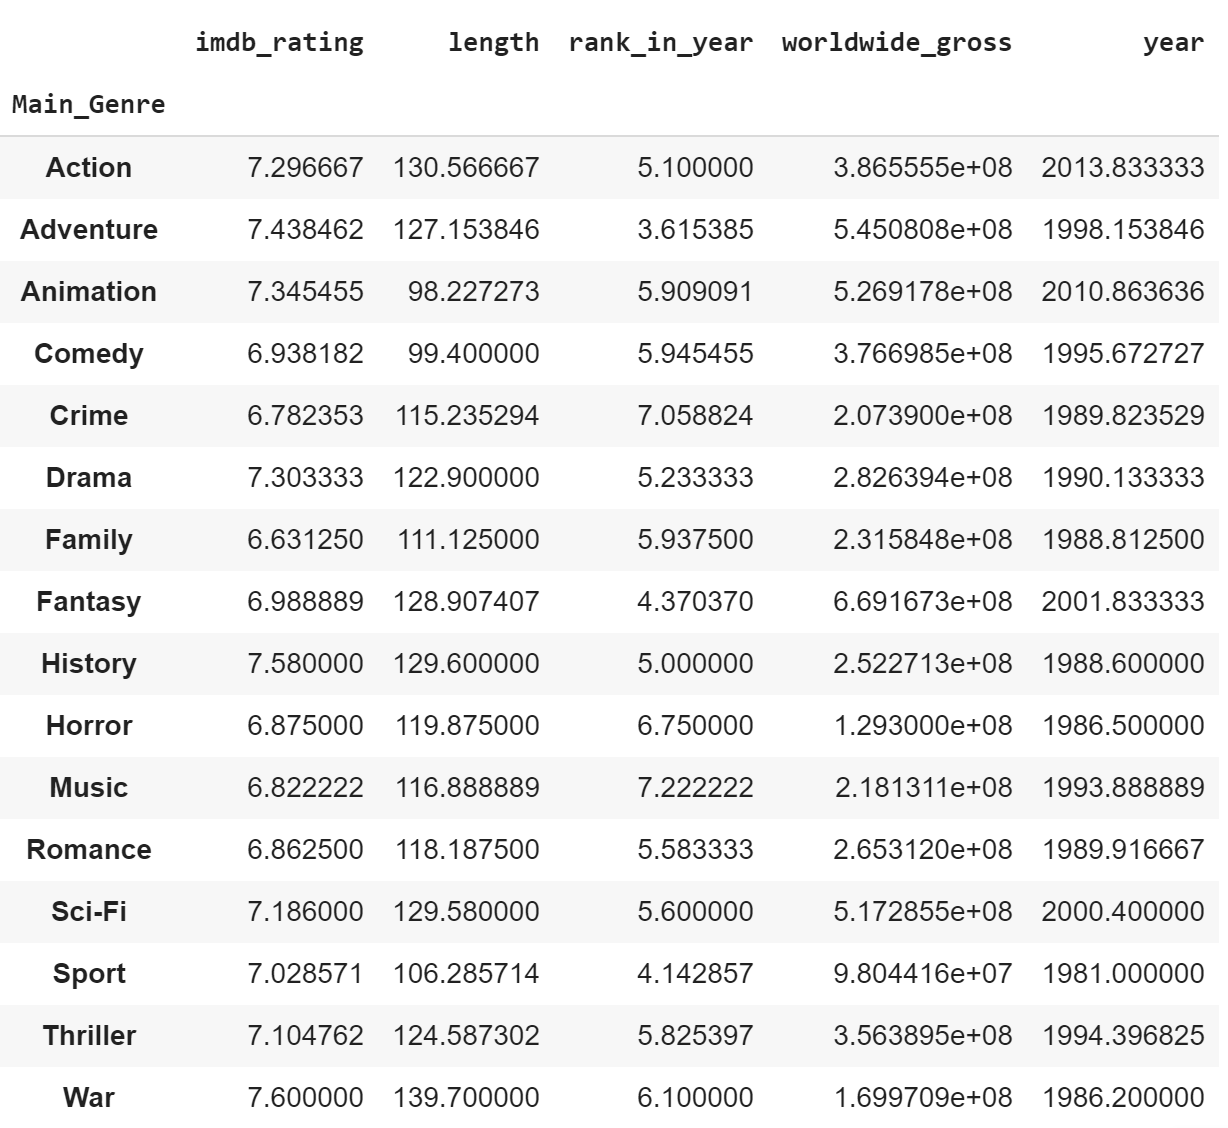 imdb_rating length rank_in_year worldwide_gross year
Main_Genre
Action 7.296667 130.566667 5.100000 3.865555e+08 2013.833333
Adventure 7.438462 127.153846 3.615385 5.450808e+08 1998.153846
Animation 7.345455 98.227273 5.909091 5.269178e+08 2010.863636
Comedy 6.938182 99.400000 5.945455 3.766985e+08 1995.672727
Crime 6.782353 115.235294 7.058824 2.073900e+08 1989.823529
Drama 7.303333 122.900000 5.233333 2.826394e+08 1990.133333
Family 6.631250 111.125000 5.937500 2.315848e+08 1988.812500
Fantasy 6.988889 128.907407 4.370370 6.691673e+08 2001.833333
History 7.580000 129.600000 5.000000 2.522713e+08 1988.600000
Horror 6.875000 119.875000 6.750000 1.293000e+08 1986.500000
Music 6.822222 116.888889 7.222222 2.181311e+08 1993.888889
Romance 6.862500 118.187500 5.583333 2.653120e+08 1989.916667
Sci-Fi 7.186000 129.580000 5.600000 5.172855e+08 2000.400000
Sport 7.028571 106.285714 4.142857 9.804416e+07 1981.000000
Thriller 7.104762 124.587302 5.825397 3.563895e+08 1994.396825
War 7.600000 139.700000 6.100000 1.699709e+08 1986.200000